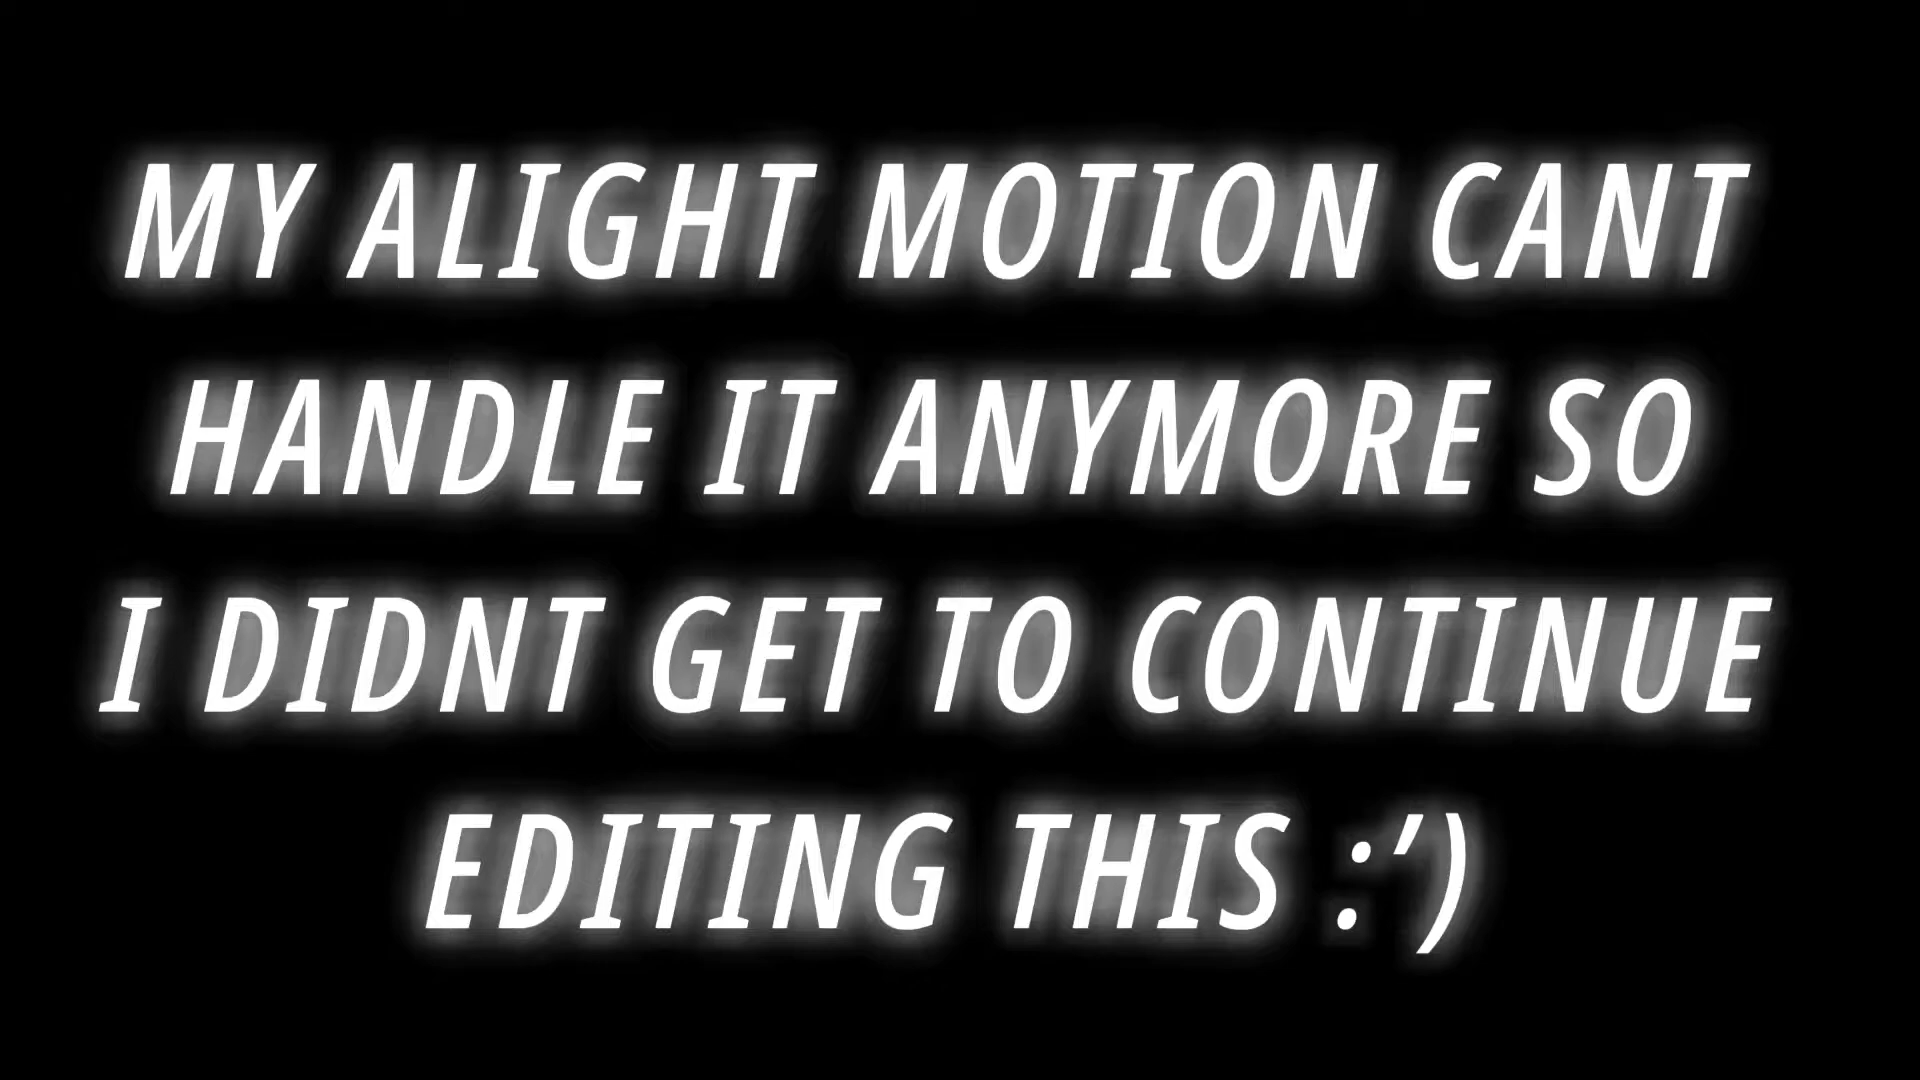 MY ALIGHT MOTION CANT
HANDLE IT ANYMORE SO
I DIDNT GET TO CONTINUE
EDITING THIS :’)